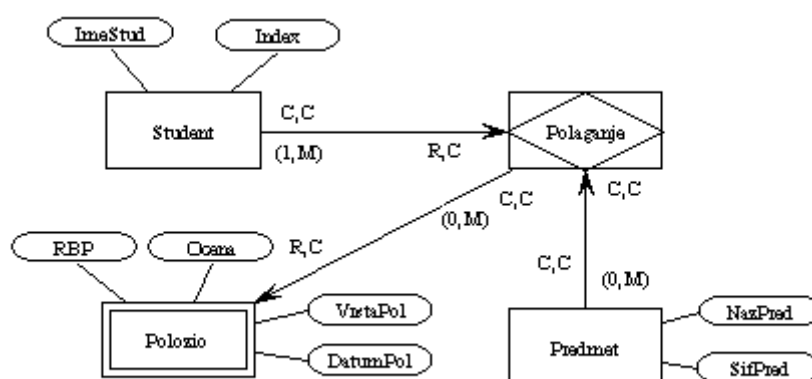 ImeStud
Index
Student
C,C
(1,M)
R,C
Polaganje
C,C
(0,M)
C,C
R,C
RBP
Ocena
C,C
(0,M)
VrstaPol
NazPred
Polozio
Predmet
DatumPol
SifPred